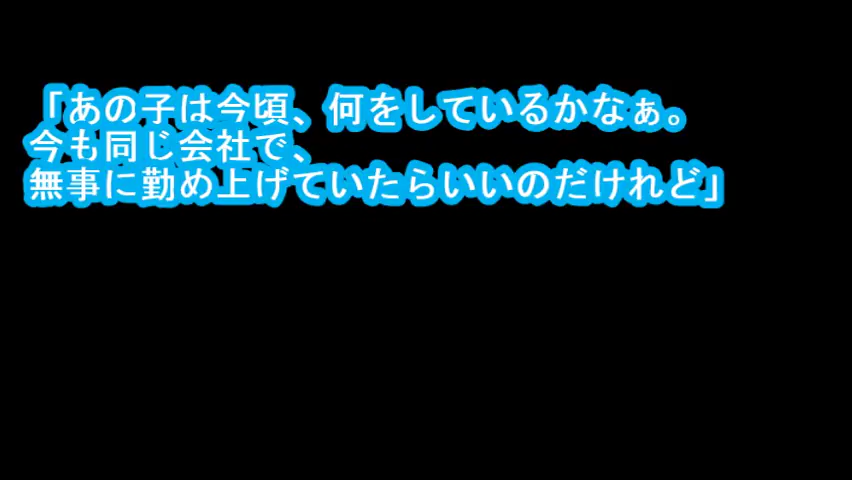 「あの子は今頃、何をしているかなぁ。
今も同じ会社で、
無事に勤め上げていたらいいのだけれど」